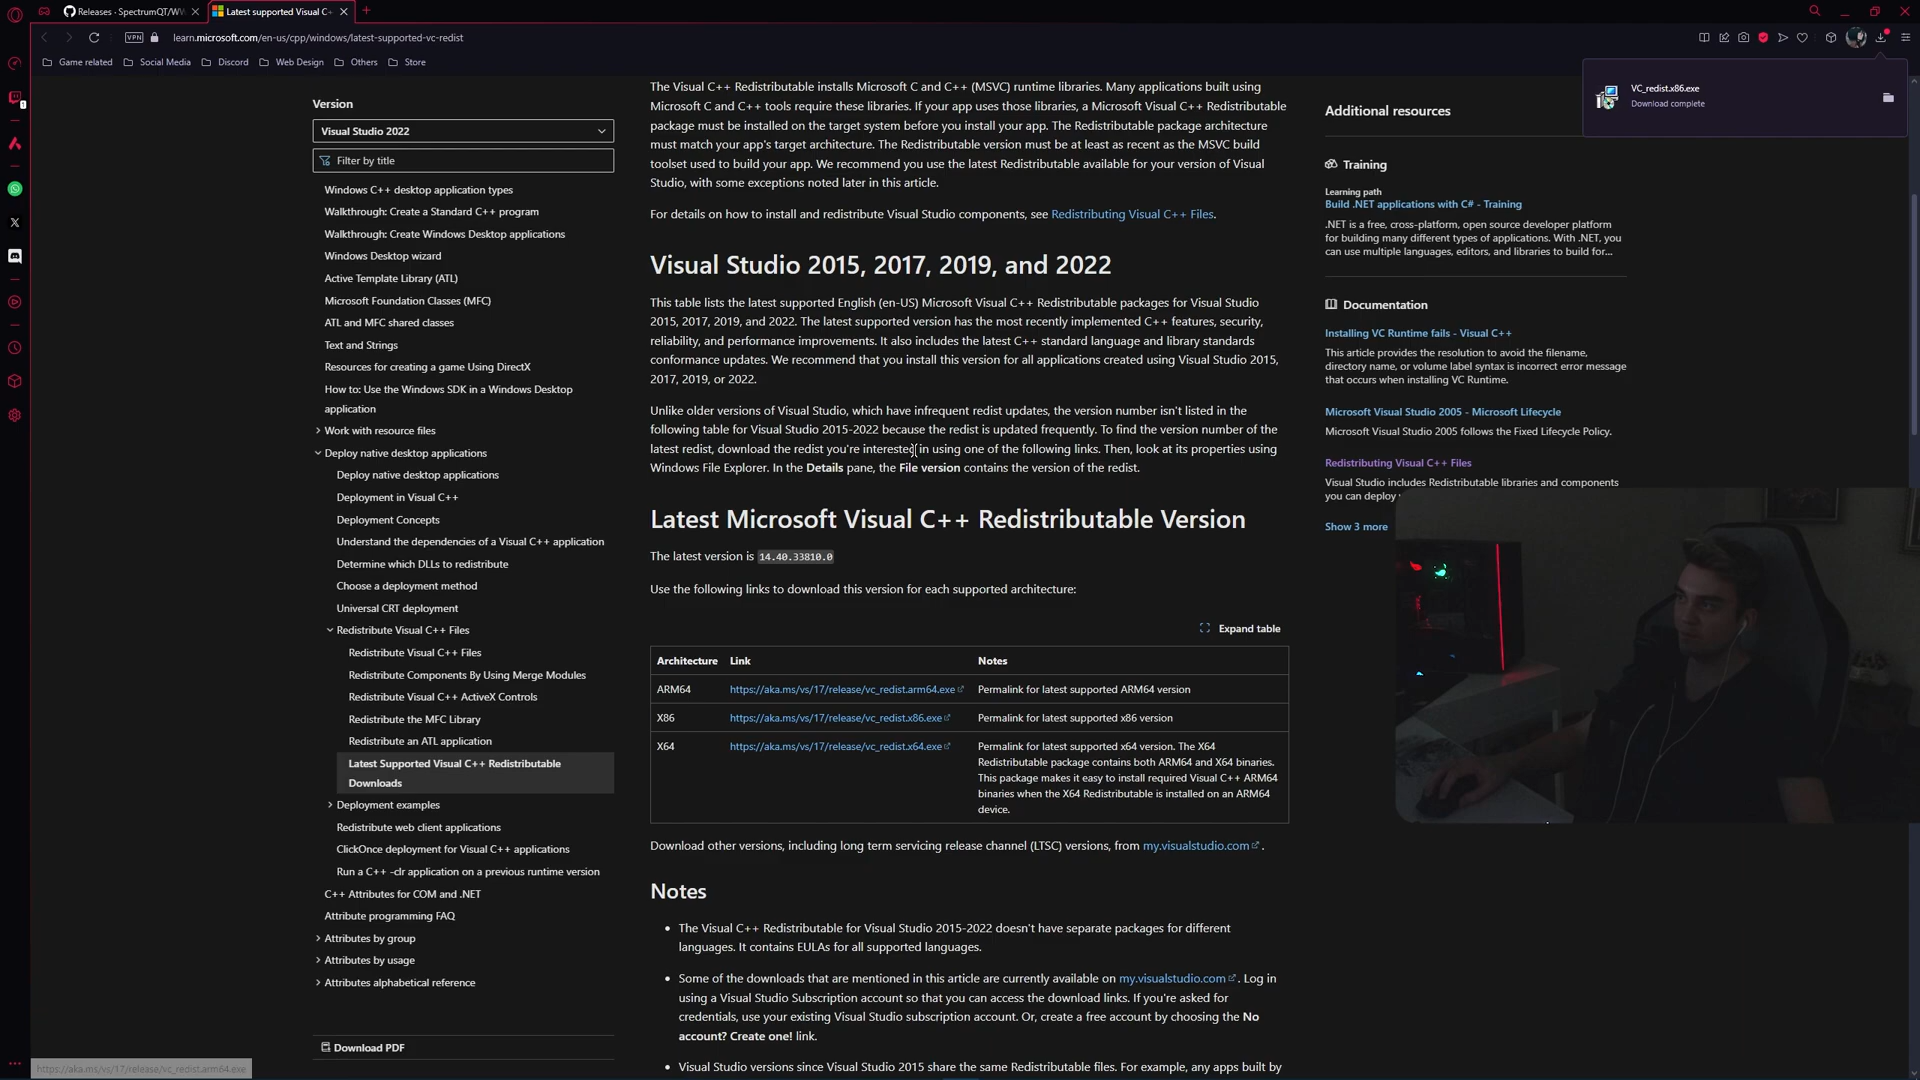 Releases · SpectrumQT/WW
Latest supported Visual C+
VPN
learn.microsoft.com/en-us/cpp/windows/latest-supported-vc-redist
Game related
Social Media
Discord
Web Design
Others
Store
VC_redist.x86.exe
Download complete
Version
Visual Studio 2022
Filter by title
Windows C++ desktop application types
Walkthrough: Create a Standard C++ program
Walkthrough: Create Windows Desktop applications
Windows Desktop wizard
Active Template Library (ATL)
Microsoft Foundation Classes (MFC)
ATL and MFC shared classes
Text and Strings
Resources for creating a game Using DirectX
How to: Use the Windows SDK in a Windows Desktop
application
Work with resource files
Deploy native desktop applications
Deploy native desktop applications
Deployment in Visual C++
Deployment Concepts
Understand the dependencies of a Visual C++ application
Determine which DLLs to redistribute
Choose a deployment method
Universal CRT deployment
Redistribute Visual C++ Files
Redistribute Visual C++ Files
Redistribute Components By Using Merge Modules
Redistribute Visual C++ ActiveX Controls
Redistribute the MFC Library
Redistribute an ATL application
Latest Supported Visual C++ Redistributable
Downloads
Deployment examples
Redistribute web client applications
ClickOnce deployment for Visual C++ applications
Run a C++ -clr application on a previous runtime version
C++ Attributes for COM and .NET
Attribute programming FAQ
Attributes by group
Attributes by usage
Attributes alphabetical reference
Download PDF
https://aka.ms/vs/17/release/vc_redist.arm64.exe
The Visual C++ Redistributable installs Microsoft C and C++ (MSVC) runtime libraries. Many applications built using
Microsoft C and C++ tools require these libraries. If your app uses those libraries, a Microsoft Visual C++ Redistributable
package must be installed on the target system before you install your app. The Redistributable package architecture
must match your app's target architecture. The Redistributable version must be at least as recent as the MSVC build
toolset used to build your app. We recommend you use the latest Redistributable available for your version of Visual
Studio, with some exceptions noted later in this article.
For details on how to install and redistribute Visual Studio components, see Redistributing Visual C++ Files.
Visual Studio 2015, 2017, 2019, and 2022
This table lists the latest supported English (en-US) Microsoft Visual C++ Redistributable packages for Visual Studio
2015, 2017, 2019, and 2022. The latest supported version has the most recently implemented C++ features, security,
reliability, and performance improvements. It also includes the latest C++ standard language and library standards
conformance updates. We recommend that you install this version for all applications created using Visual Studio 2015,
2017, 2019, or 2022.
Unlike older versions of Visual Studio, which have infrequent redist updates, the version number isn't listed in the
following table for Visual Studio 2015-2022 because the redist is updated frequently. To find the version number of the
latest redist, download the redist you're interested in using one of the following links. Then, look at its properties using
Windows File Explorer. In the Details pane, the File version contains the version of the redist.
Latest Microsoft Visual C++ Redistributable Version
The latest version is 14.40.33810.0
Use the following links to download this version for each supported architecture:
Expand table
Architecture Link Notes
ARM64 https://aka.ms/vs/17/release/vc_redist.arm64.exe Permalink for latest supported ARM64 version
X86 https://aka.ms/vs/17/release/vc_redist.x86.exe Permalink for latest supported x86 version
X64 https://aka.ms/vs/17/release/vc_redist.x64.exe Permalink for latest supported x64 version. The X64
Redistributable package contains both ARM64 and X64 binaries.
This package makes it easy to install required Visual C++ ARM64
binaries when the X64 Redistributable is installed on an ARM64
device.
Download other versions, including long term servicing release channel (LTSC) versions, from my.visualstudio.com.
Notes
• The Visual C++ Redistributable for Visual Studio 2015-2022 doesn't have separate packages for different
languages. It contains EULAs for all supported languages.
• Some of the downloads that are mentioned in this article are currently available on my.visualstudio.com. Log in
using a Visual Studio Subscription account so that you can access the download links. If you're asked for
credentials, use your existing Visual Studio subscription account. Or, create a free account by choosing the No
account? Create one! link.
• Visual Studio versions since Visual Studio 2015 share the same Redistributable files. For example, any apps built by
Additional resources
Training
Learning path
Build .NET applications with C# - Training
.NET is a free, cross-platform, open source developer platform
for building many different types of applications. With .NET, you
can use multiple languages, editors, and libraries to build for...
Documentation
Installing VC Runtime fails - Visual C++
This article provides the resolution to avoid the filename,
directory name, or volume label syntax is incorrect error message
that occurs when installing VC Runtime.
Microsoft Visual Studio 2005 - Microsoft Lifecycle
Visual Studio 2005 follows the Fixed Lifecycle Policy.
Redistributing Visual C++ Files
Visual Studio includes Redistributable libraries and components
you can deploy
Show 3 more